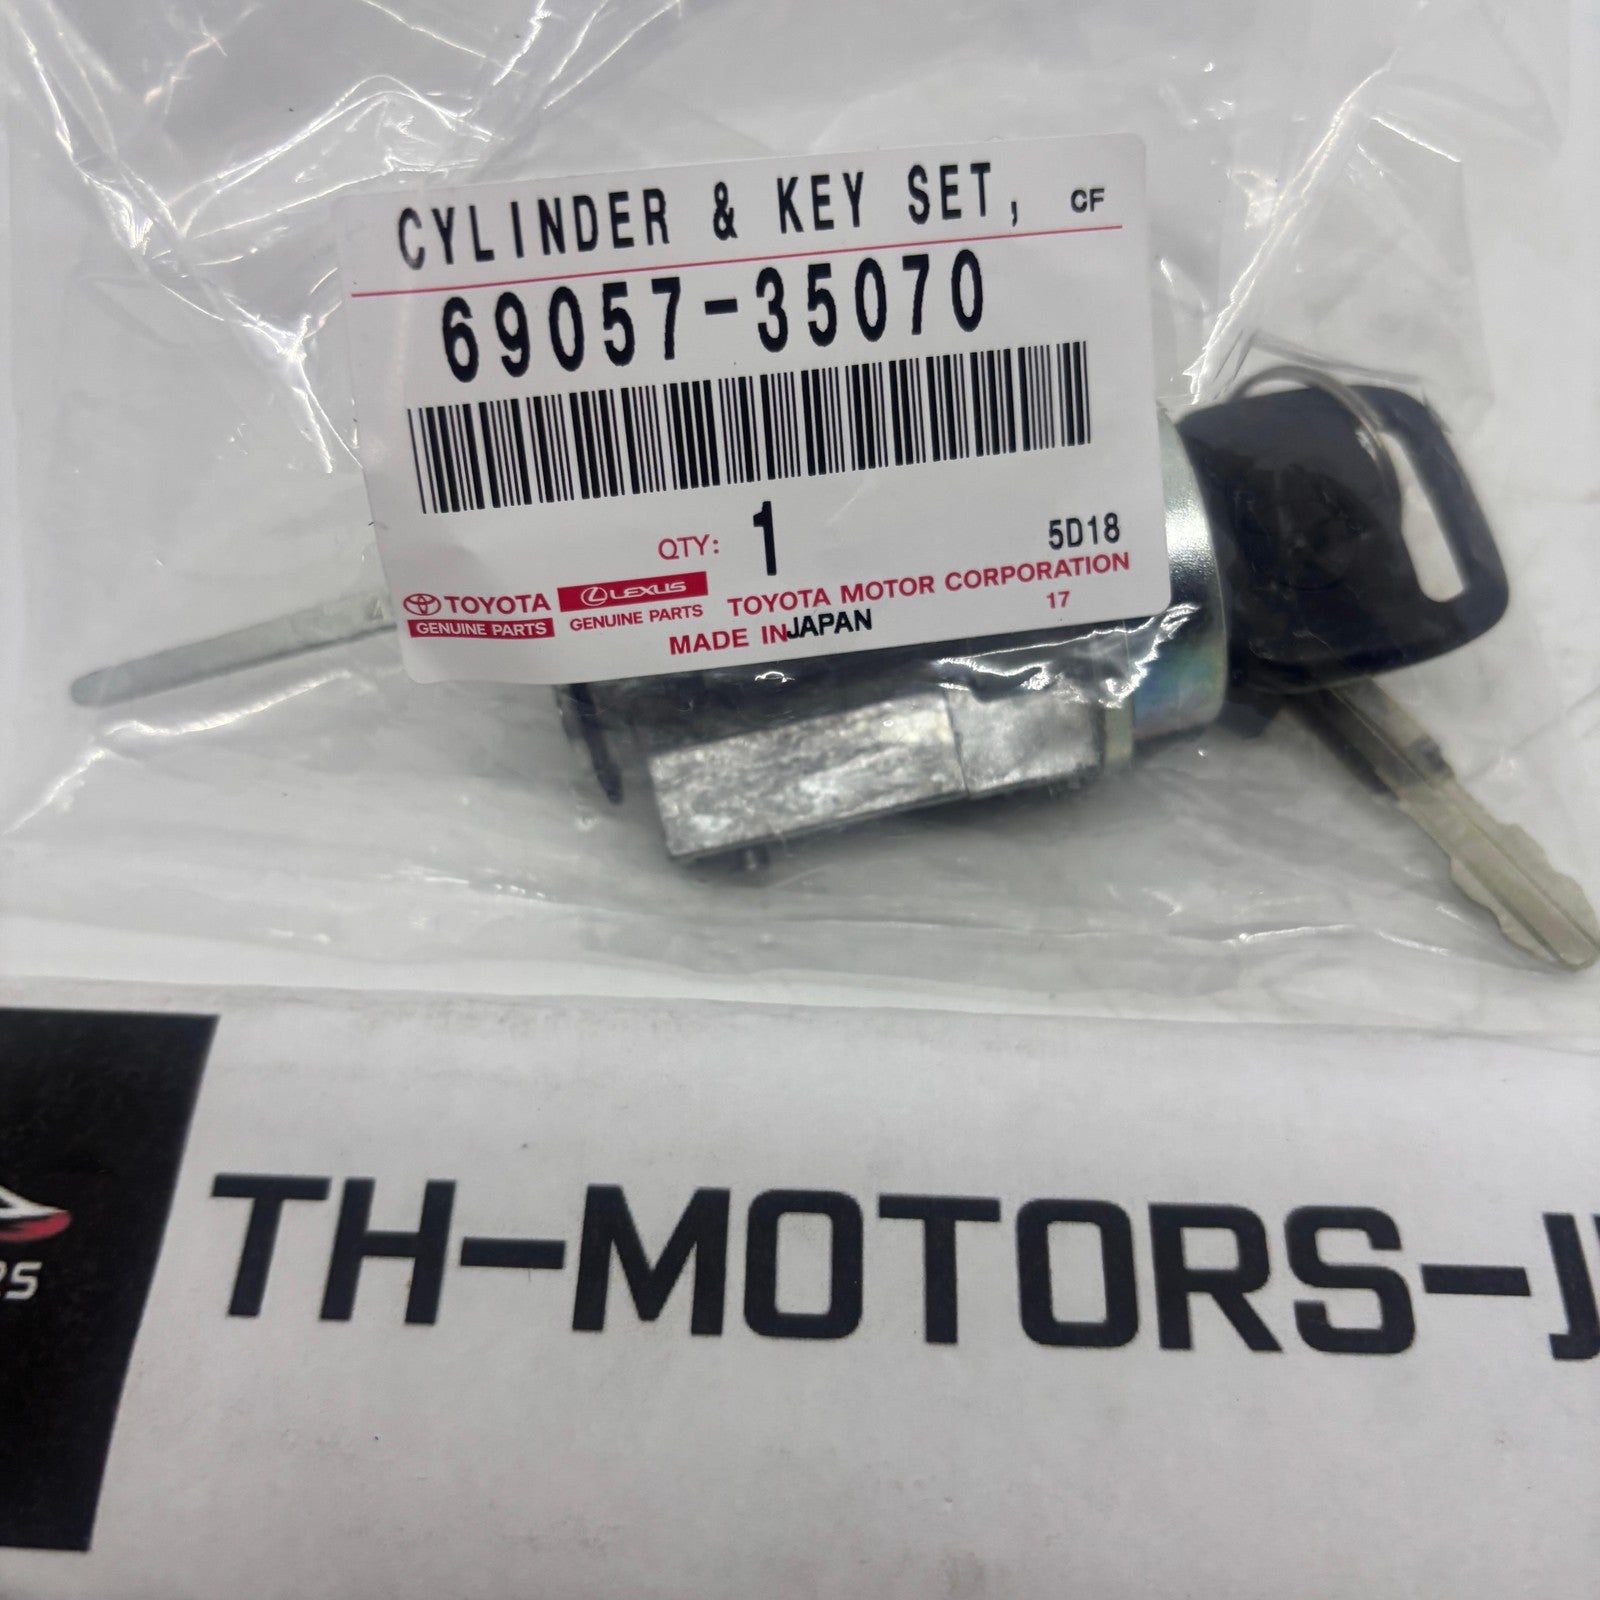 CYLINDER & KEY SET, CF
69057-35070
QTY: 1 5D18
TOYOTA LEXUS TOYOTA MOTOR CORPORATION
GENUINE PARTS GENUINE PARTS 17
MADE IN JAPAN
TH-MOTORS-J
RS